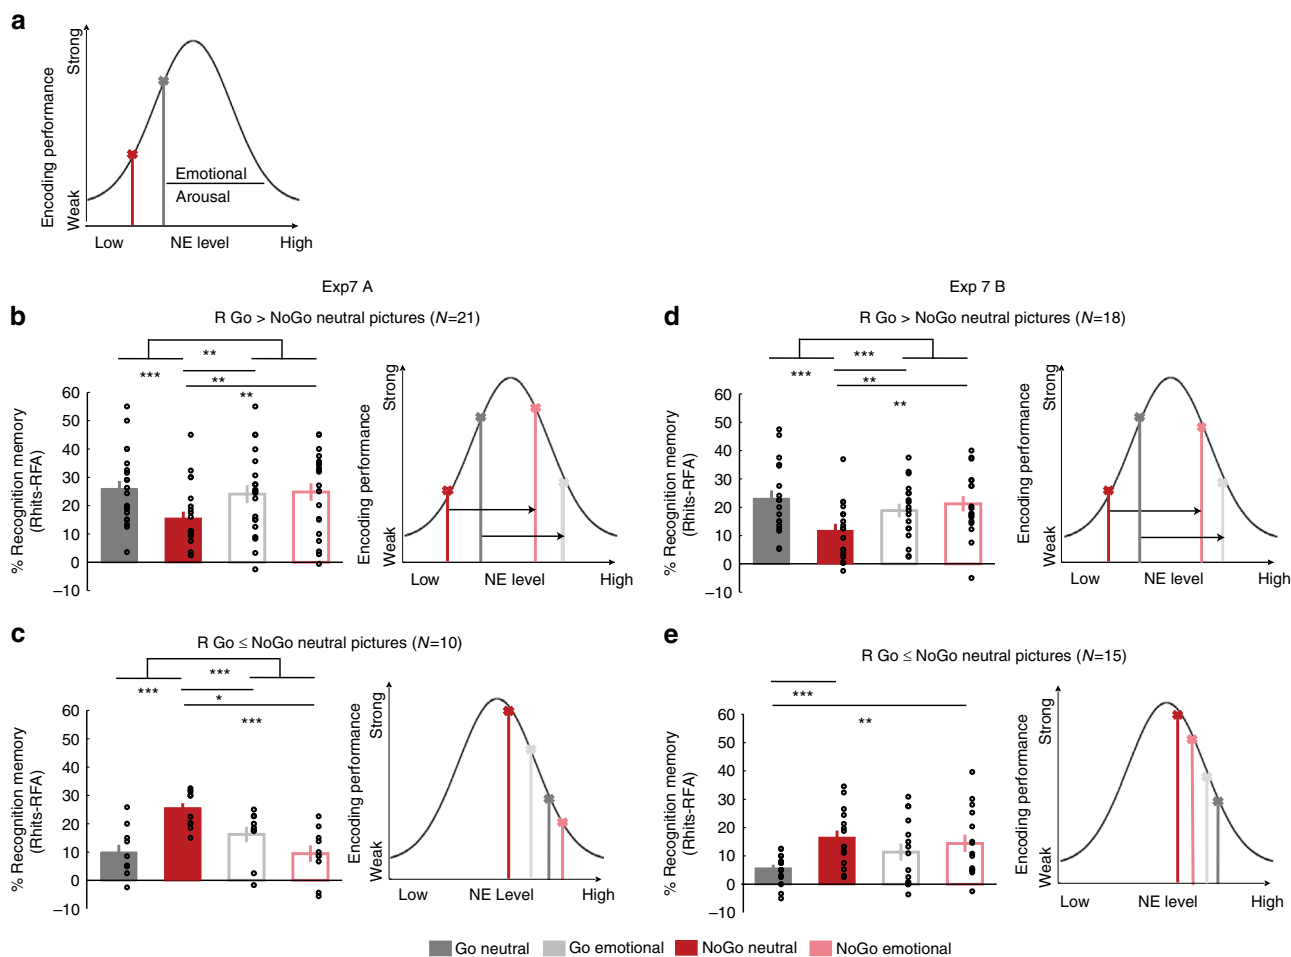 a
Strong
Encoding performance
Weak
Emotional
Arousal
Low
NE level
High
Exp7 A
Exp 7 B
b
R Go > NoGo neutral pictures (N=21)
**
***
**
**
% Recognition memory
(Rhits-RFA)
60
50
40
30
20
10
0
–10
Strong
Encoding performance
Weak
Low
NE level
High
d
R Go > NoGo neutral pictures (N=18)
***
***
**
**
% Recognition memory
(Rhits-RFA)
60
50
40
30
20
10
0
–10
Strong
Encoding performance
Weak
Low
NE level
High
c
R Go ≤ NoGo neutral pictures (N=10)
***
***
*
***
% Recognition memory
(Rhits-RFA)
60
50
40
30
20
10
0
–10
Strong
Encoding performance
Weak
Low
NE Level
High
e
R Go ≤ NoGo neutral pictures (N=15)
***
**
% Recognition memory
(Rhits-RFA)
60
50
40
30
20
10
0
–10
Strong
Encoding performance
Weak
Low
NE level
High
Go neutral
Go emotional
NoGo neutral
NoGo emotional